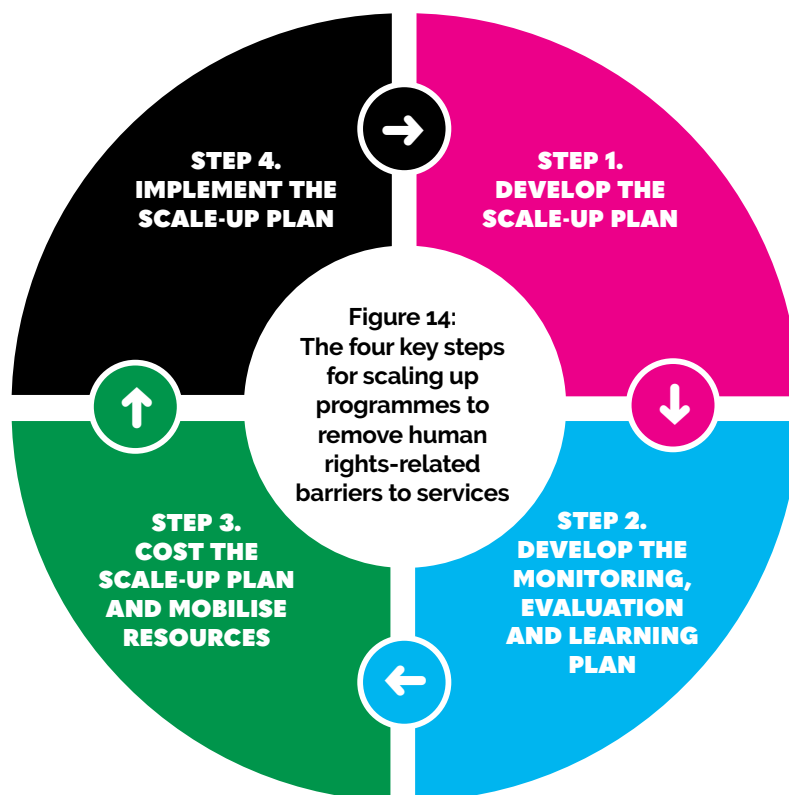 Figure 14:
The four key steps
for scaling up
programmes to
remove human
rights-related
barriers to services
STEP 1.
DEVELOP THE
SCALE-UP PLAN
STEP 2.
DEVELOP THE
MONITORING,
EVALUATION
AND LEARNING
PLAN
STEP 3.
COST THE
SCALE-UP PLAN
AND MOBILISE
RESOURCES
STEP 4.
IMPLEMENT THE
SCALE-UP PLAN